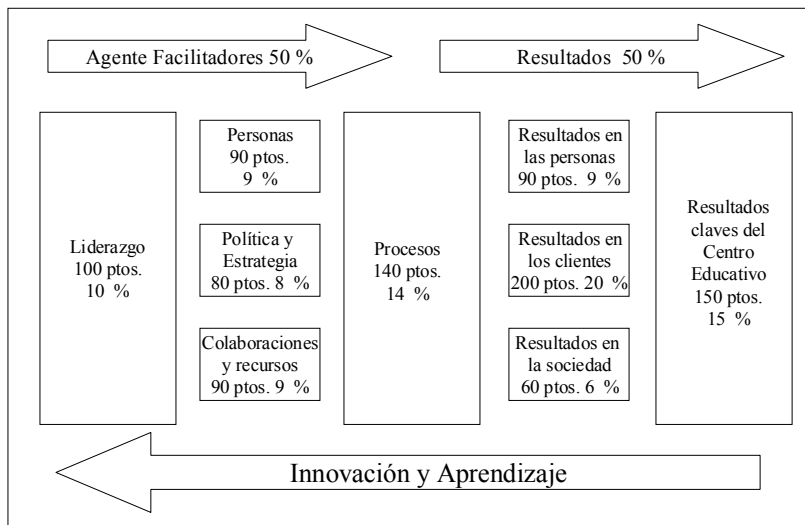 Agente Facilitadores 50 %
Resultados 50 %
Liderazgo
100 ptos.
10 %
Personas
90 ptos.
9 %
Política y
Estrategia
80 ptos. 8 %
Colaboraciones
y recursos
90 ptos. 9 %
Procesos
140 ptos.
14 %
Resultados en
las personas
90 ptos. 9 %
Resultados en
los clientes
200 ptos. 20 %
Resultados en
la sociedad
60 ptos. 6 %
Resultados
claves del
Centro
Educativo
150 ptos.
15 %
Innovación y Aprendizaje